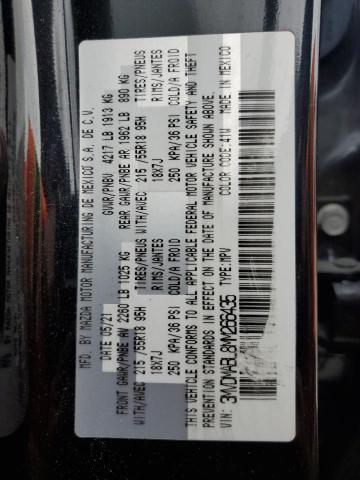 MFD. BY: MAZDA MOTOR MANUFACTURING DE MEXICO S.A. DE C.V.
DATE: 05/21 GVWR/PNBV 4217 LB 1913 KG
FRONT GAWR/PNBE AV 2260 LB 1025 KG REAR GAWR/PNBE AR 1962 LB 890 KG
WITH/AVEC 215 /55R18 95H TIRES/PNEUS WITH/AVEC 215 /55R18 95H TIRES/PNEUS
18X7J RIMS/JANTES 18X7J RIMS/JANTES
250 KPA/36 PSI COLD/A FROID 250 KPA/36 PSI COLD/A FROID
THIS VEHICLE CONFORMS TO ALL APPLICABLE FEDERAL MOTOR VEHICLE SAFETY AND THEFT
PREVENTION STANDARDS IN EFFECT ON THE DATE OF MANUFACTURE SHOWN ABOVE.
COLOR CODE:41W MADE IN MEXICO
VIN: 3MVDMABL8MM268435 TYPE:MPV